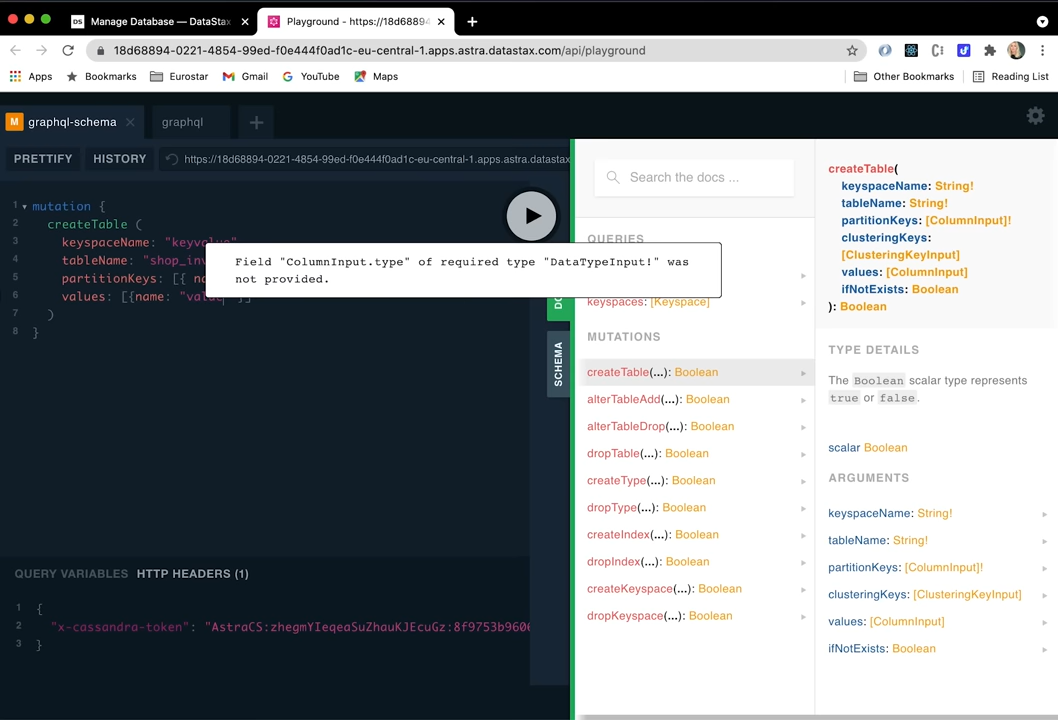 DS Manage Database — DataStax
Playground - https://18d68894
18d68894-0221-4854-99ed-f0e444f0ad1c-eu-central-1.apps.astra.datastax.com/api/playground
Apps
Bookmarks
Eurostar
Gmail
YouTube
Maps
Other Bookmarks
Reading List
M graphql-schema
graphql
PRETTIFY
HISTORY
https://18d68894-0221-4854-99ed-f0e444f0ad1c-eu-central-1.apps.astra.datastax
1 mutation {
2 createTable (
3 keyspaceName: "keyvalue"
4 tableName: "shop_inv
5 partitionKeys: [{ na
6 values: [{name: "value" }]
7 )
8 }
Field "ColumnInput.type" of required type "DataTypeInput!" was
not provided.
QUERY VARIABLES
HTTP HEADERS (1)
1 {
2 "x-cassandra-token": "AstraCS:zhegmYIeqeaSuZhauKJEcuGz:8f9753b9606
3 }
DO
SCHEMA
Search the docs ...
QUERIES
keyspaces: [Keyspace]
MUTATIONS
createTable(...): Boolean
alterTableAdd(...): Boolean
alterTableDrop(...): Boolean
dropTable(...): Boolean
createType(...): Boolean
dropType(...): Boolean
createIndex(...): Boolean
dropIndex(...): Boolean
createKeyspace(...): Boolean
dropKeyspace(...): Boolean
createTable(
keyspaceName: String!
tableName: String!
partitionKeys: [ColumnInput]!
clusteringKeys:
[ClusteringKeyInput]
values: [ColumnInput]
ifNotExists: Boolean
): Boolean
TYPE DETAILS
The Boolean scalar type represents
true or false.
scalar Boolean
ARGUMENTS
keyspaceName: String!
tableName: String!
partitionKeys: [ColumnInput]!
clusteringKeys: [ClusteringKeyInput]
values: [ColumnInput]
ifNotExists: Boolean